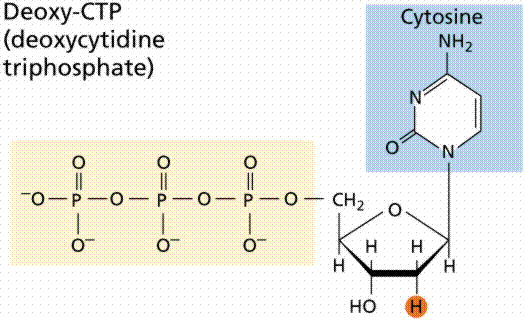 Deoxy-CTP
(deoxycytidine
triphosphate)
Cytosine
NH₂
N
O
N
O O O
⁻O P O P O P O CH₂
O
O⁻ O⁻ O⁻
H H
H H
HO H